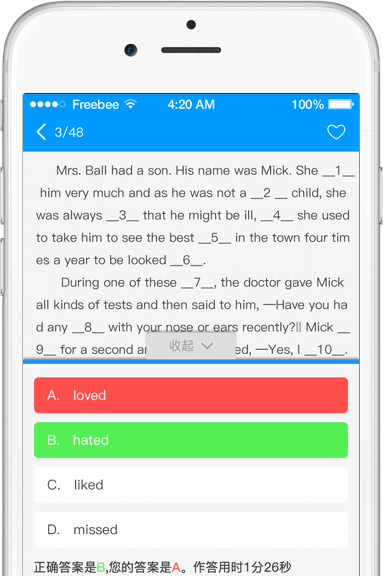 Freebee 4:20 AM 100%
3/48
Mrs. Ball had a son. His name was Mick. She __1__
him very much and as he was not a __2 __ child, she
was always __3__ that he might be ill, __4__ she used
to take him to see the best __5__ in the town four tim
es a year to be looked __6__.
During one of these __7__, the doctor gave Mick
all kinds of tests and then said to him, —Have you ha
d any __8__ with your nose or ears recently?|| Mick __
9__ for a second an ed, —Yes, I __10__.
收起
A. loved
B. hated
C. liked
D. missed
正确答案是B,您的答案是A。作答用时1分26秒